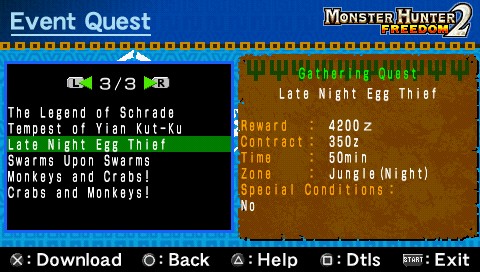 Event Quest
MONSTER HUNTER
FREEDOM 2
L 3/3 R
The Legend of Schrade
Tempest of Yian Kut-Ku
Late Night Egg Thief
Swarms Upon Swarms
Monkeys and Crabs!
Crabs and Monkeys!
Gathering Quest
Late Night Egg Thief
Reward : 4200z
Contract : 350z
Time : 50min
Zone : Jungle(Night)
Special Conditions :
No
:Download :Back :Help :Dtls START:Exit